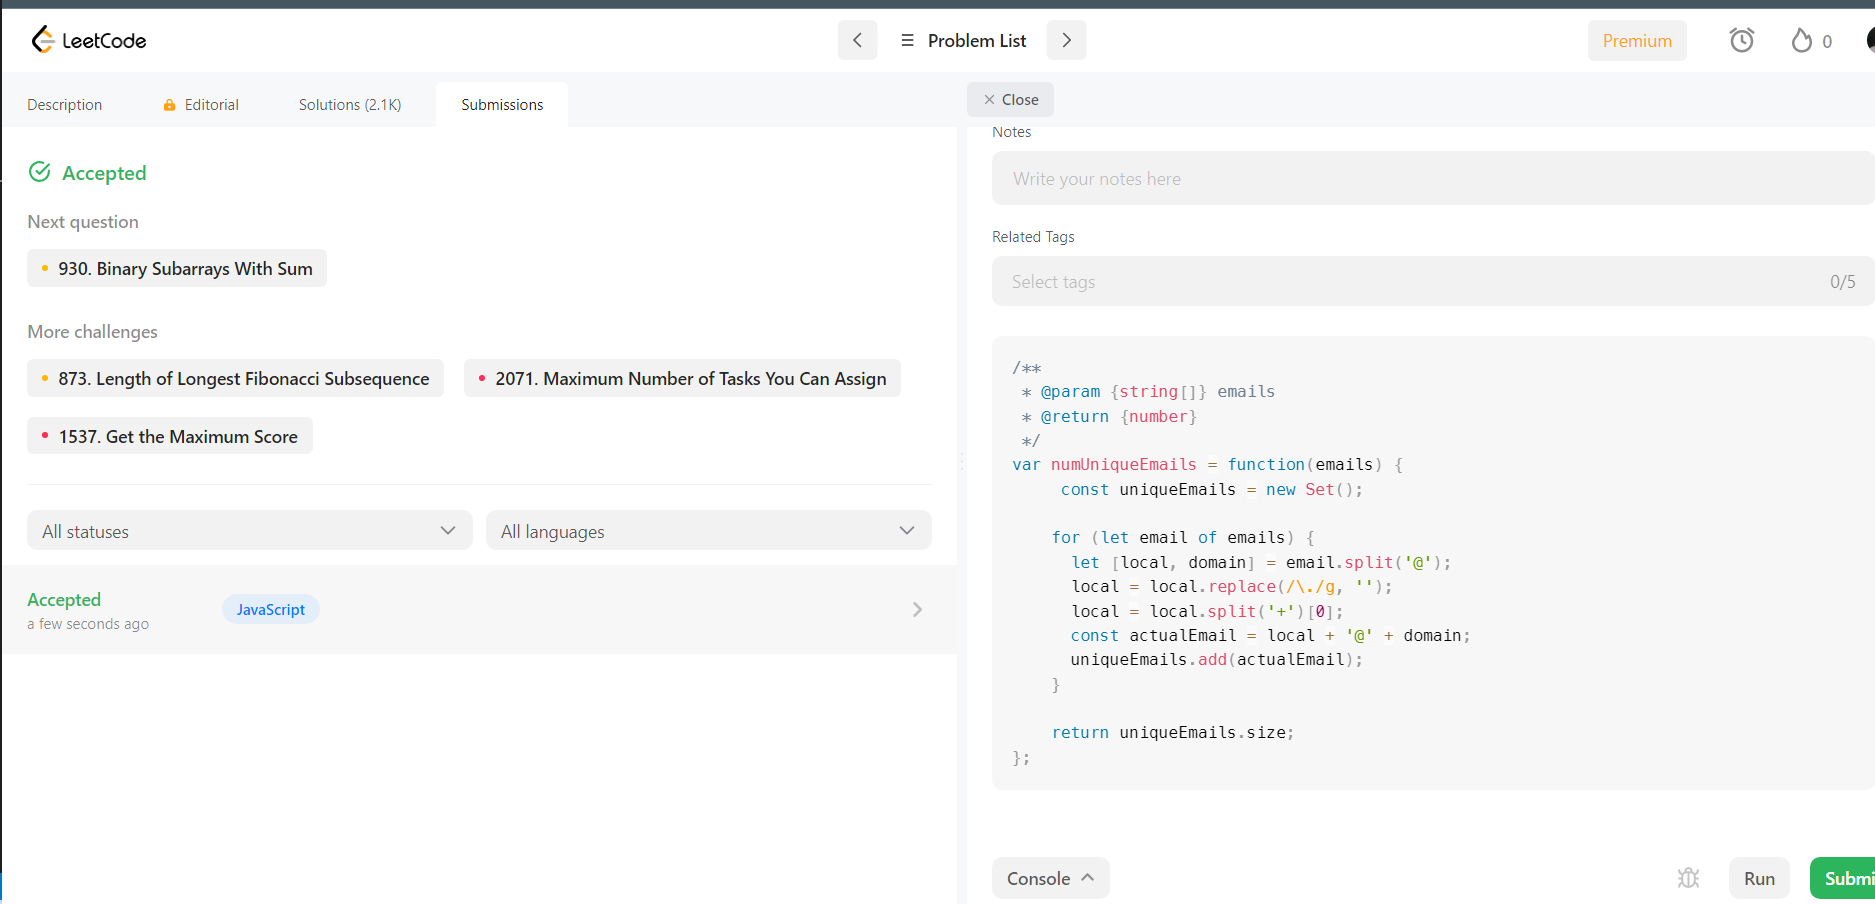 LeetCode
Problem List
Premium
0
Description
Editorial
Solutions (2.1K)
Submissions
Accepted
Next question
930. Binary Subarrays With Sum
More challenges
873. Length of Longest Fibonacci Subsequence
2071. Maximum Number of Tasks You Can Assign
1537. Get the Maximum Score
All statuses
All languages
Accepted
JavaScript
a few seconds ago
Close
Notes
Write your notes here
Related Tags
Select tags
0/5
/**
 * @param {string[]} emails
 * @return {number}
 */
var numUniqueEmails = function(emails) {
     const uniqueEmails = new Set();
    for (let email of emails) {
      let [local, domain] = email.split('@');
      local = local.replace(/\./g, '');
      local = local.split('+')[0];
      const actualEmail = local + '@' + domain;
      uniqueEmails.add(actualEmail);
    }
    return uniqueEmails.size;
};
Console
Run
Submi